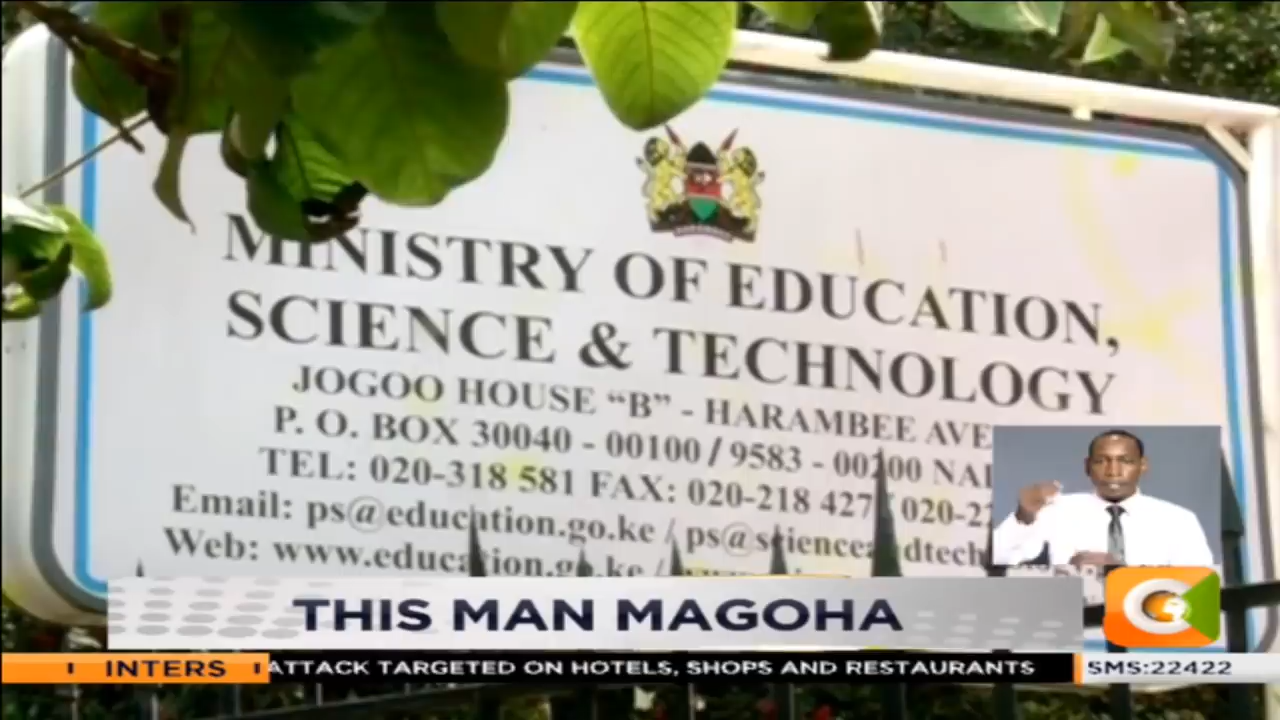 MINISTRY OF EDUCATION,
SCIENCE & TECHNOLOGY
JOGOO HOUSE “B” - HARAMBEE AVE
P. O. BOX 30040 - 00100 / 9583 - 00200
TEL: 020-318 581 FAX: 020-218 427
Email: ps@education.go.ke /
Web: www.education.go.ke /
THIS MAN MAGOHA
INTERS
ATTACK TARGETED ON HOTELS, SHOPS AND RESTAURANTS
SMS:22422